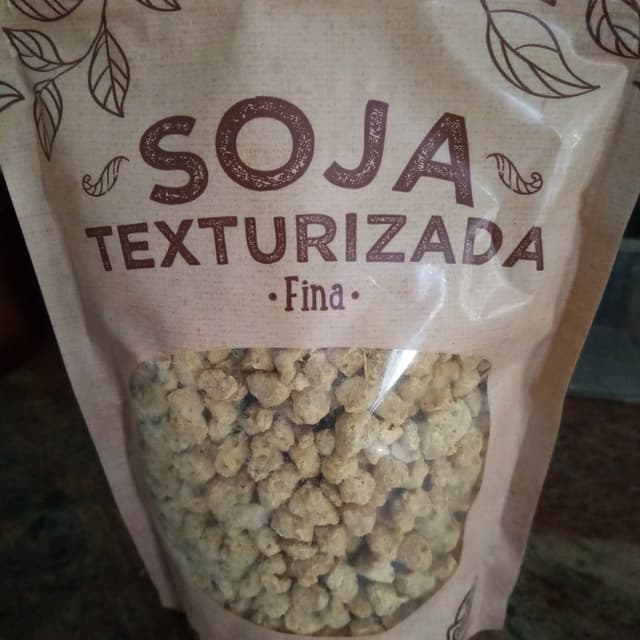 SOJA
TEXTURIZADA
• Fina •